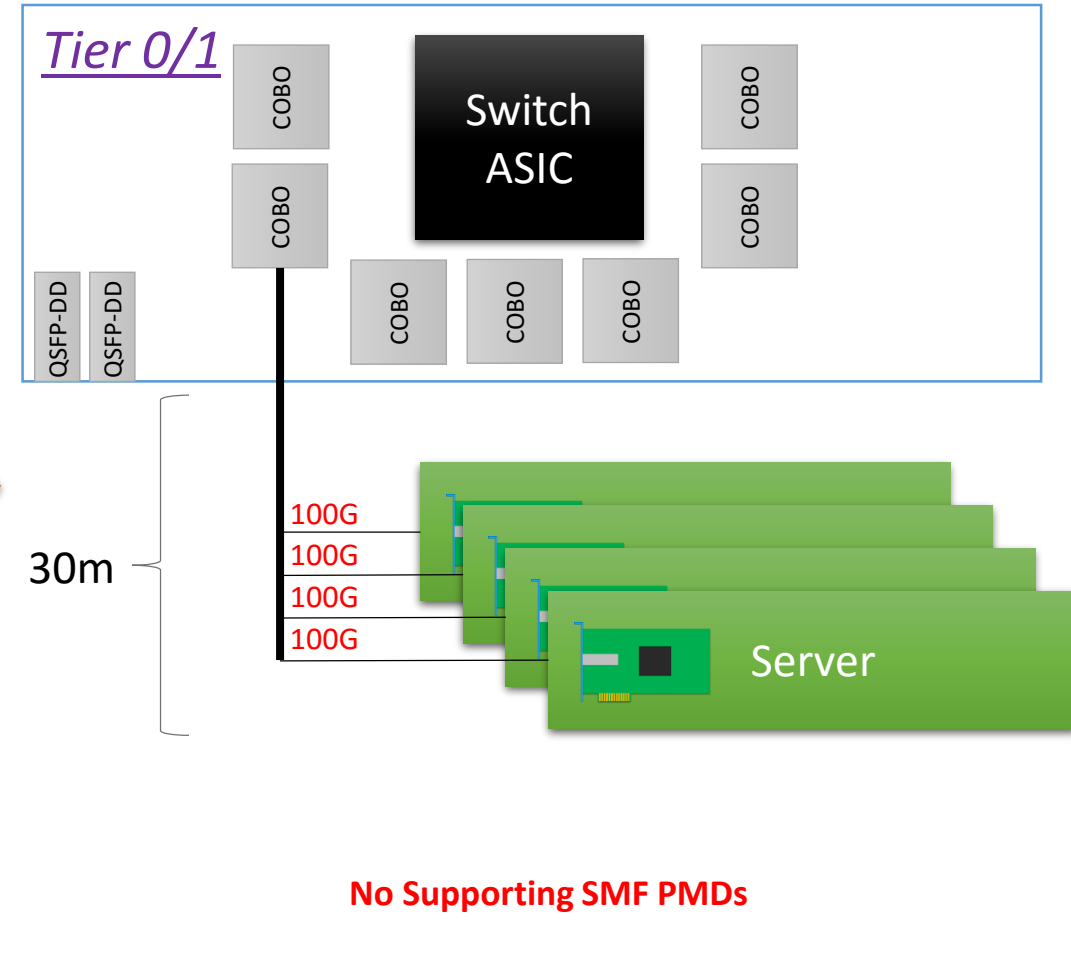 Tier 0/1
COBO
COBO
Switch
ASIC
COBO
COBO
QSFP-DD
QSFP-DD
COBO
COBO
COBO
30m
100G
100G
100G
100G
Server
No Supporting SMF PMDs